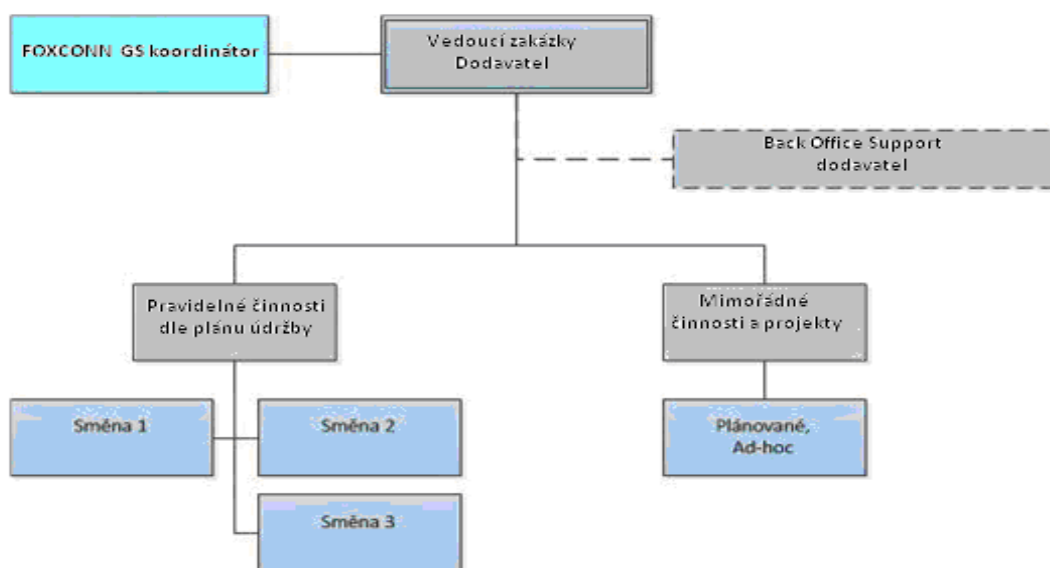 FOXCONN GS koordinátor
Vedoucí zakázky
Dodavatel
Back Office Support
dodavatel
Pravidelné činnosti
dle plánu údržby
Mimořádné
činnosti a projekty
Směna 1
Směna 2
Plánované,
Ad-hoc
Směna 3